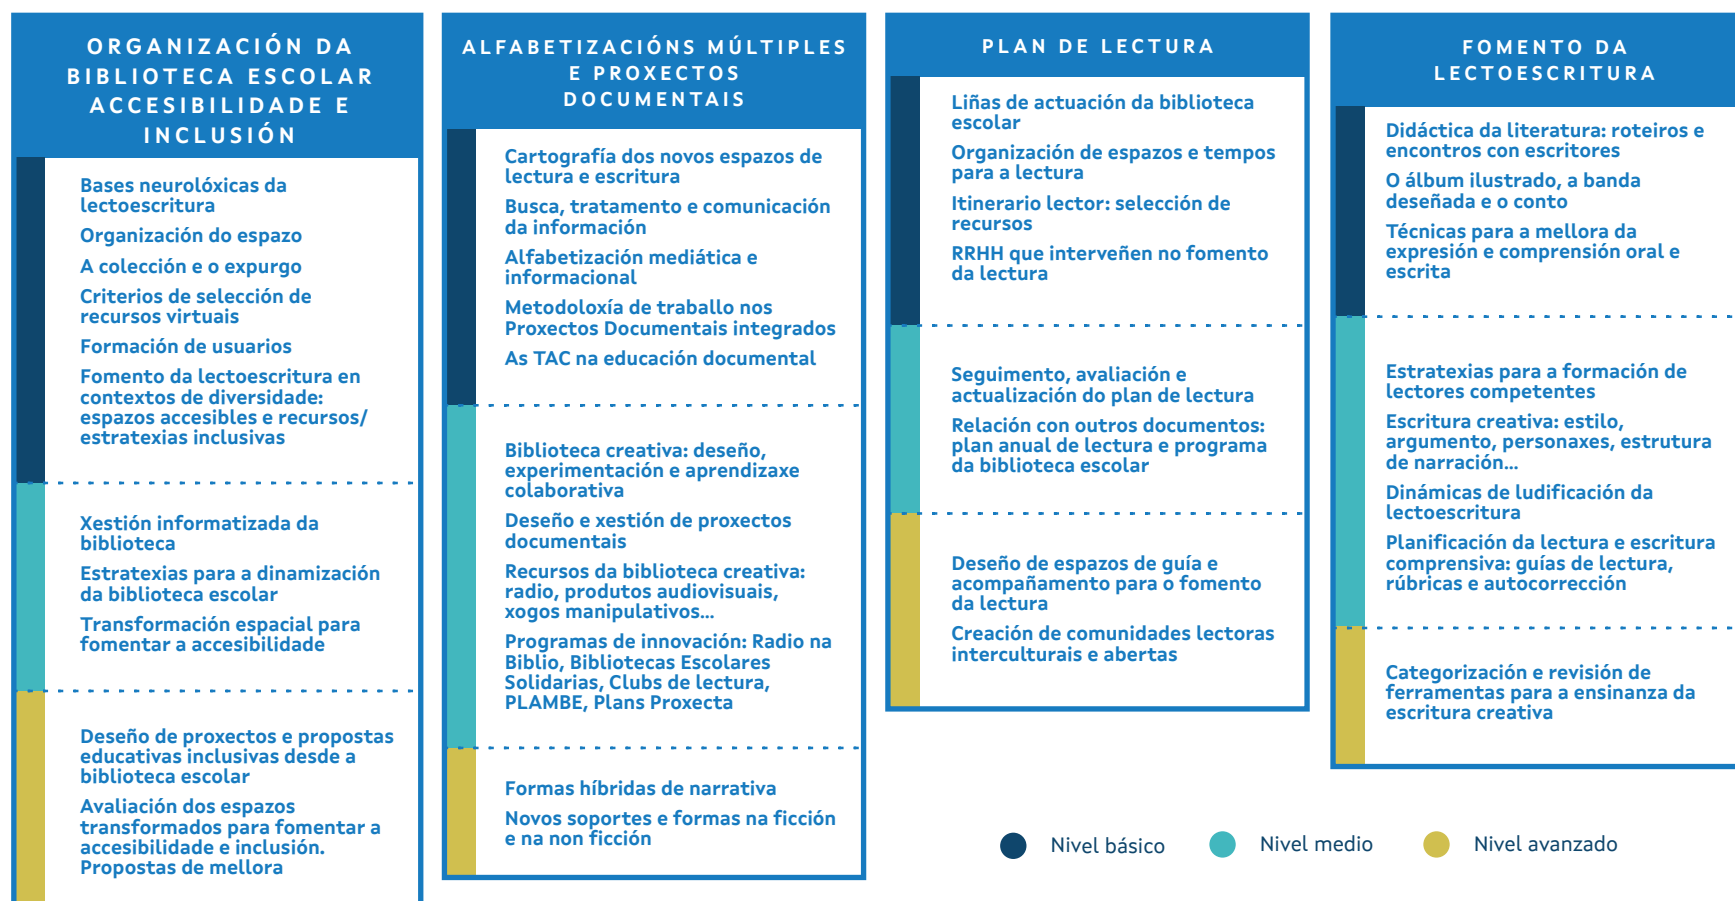 ORGANIZACIÓN DA
BIBLIOTECA ESCOLAR
ACCESIBILIDADE E
INCLUSIÓN
Bases neurolóxicas da
lectoescritura
Organización do espazo
A colección e o expurgo
Criterios de selección de
recursos virtuais
Formación de usuarios
Fomento da lectoescritura en
contextos de diversidade:
espazos accesibles e recursos/
estratexias inclusivas
Xestión informatizada da
biblioteca
Estratexias para a dinamización
da biblioteca escolar
Transformación espacial para
fomentar a accesibilidade
Deseño de proxectos e propostas
educativas inclusivas desde a
biblioteca escolar
Avaliación dos espazos
transformados para fomentar a
accesibilidade e inclusión.
Propostas de mellora
ALFABETIZACIÓNS MÚLTIPLES
E PROXECTOS
DOCUMENTAIS
Cartografía dos novos espazos de
lectura e escritura
Busca, tratamento e comunicación
da información
Alfabetización mediática e
informacional
Metodoloxía de traballo nos
Proxectos Documentais integrados
As TAC na educación documental
Biblioteca creativa: deseño,
experimentación e aprendizaxe
colaborativa
Deseño e xestión de proxectos
documentais
Recursos da biblioteca creativa:
radio, produtos audiovisuais,
xogos manipulativos...
Programas de innovación: Radio na
Biblio, Bibliotecas Escolares
Solidarias, Clubs de lectura,
PLAMBE, Plans Proxecta
Formas híbridas de narrativa
Novos soportes e formas na ficción
e na non ficción
PLAN DE LECTURA
Liñas de actuación da biblioteca
escolar
Organización de espazos e tempos
para a lectura
Itinerario lector: selección de
recursos
RRHH que interveñen no fomento
da lectura
Seguimento, avaliación e
actualización do plan de lectura
Relación con outros documentos:
plan anual de lectura e programa
da biblioteca escolar
Deseño de espazos de guía e
acompañamento para o fomento
da lectura
Creación de comunidades lectoras
interculturais e abertas
FOMENTO DA
LECTOESCRITURA
Didáctica da literatura: roteiros e
encontros con escritores
O álbum ilustrado, a banda
deseñada e o conto
Técnicas para a mellora da
expresión e comprensión oral e
escrita
Estratexias para a formación de
lectores competentes
Escritura creativa: estilo,
argumento, personaxes, estrutura
de narración...
Dinámicas de ludificación da
lectoescritura
Planificación da lectura e escritura
comprensiva: guías de lectura,
rúbricas e autocorrección
Categorización e revisión de
ferramentas para a ensinanza da
escritura creativa
Nivel básico
Nivel medio
Nivel avanzado